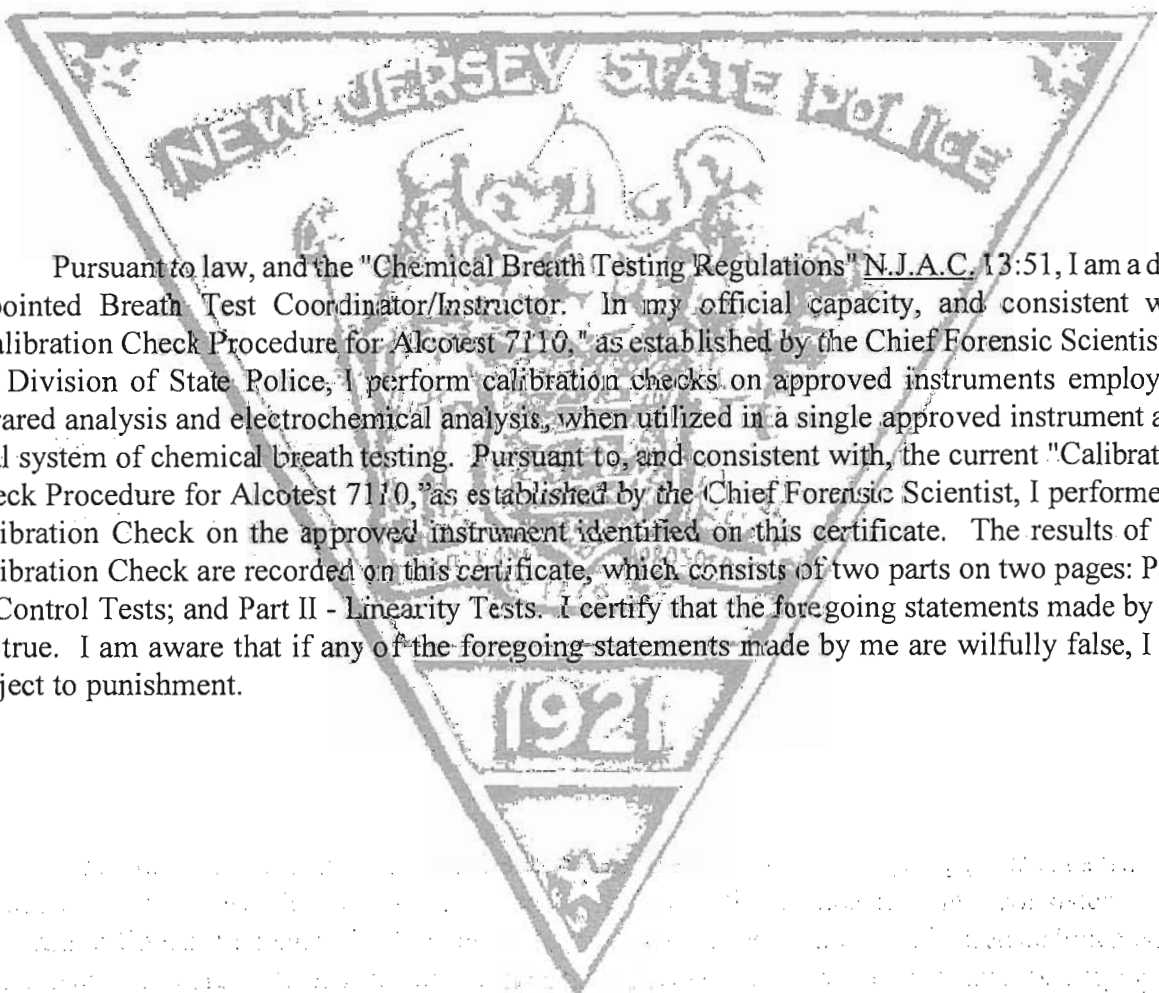 NEW JERSEY STATE POLICE
Pursuant to law, and the "Chemical Breath Testing Regulations" N.J.A.C. 13:51, I am a d
ointed Breath Test Coordinator/Instructor. In my official capacity, and consistent w
alibration Check Procedure for Alcotest 7110," as established by the Chief Forensic Scientist
Division of State Police, I perform calibration checks on approved instruments employ
rared analysis and electrochemical analysis, when utilized in a single approved instrument a
l system of chemical breath testing. Pursuant to, and consistent with, the current "Calibrat
eck Procedure for Alcotest 7110,"as established by the Chief Forensic Scientist, I performe
ibration Check on the approved instrument identified on this certificate. The results of
ibration Check are recorded on this certificate, which consists of two parts on two pages: P
Control Tests; and Part II - Linearity Tests. I certify that the foregoing statements made by
true. I am aware that if any of the foregoing statements made by me are wilfully false, I
ject to punishment.
1921